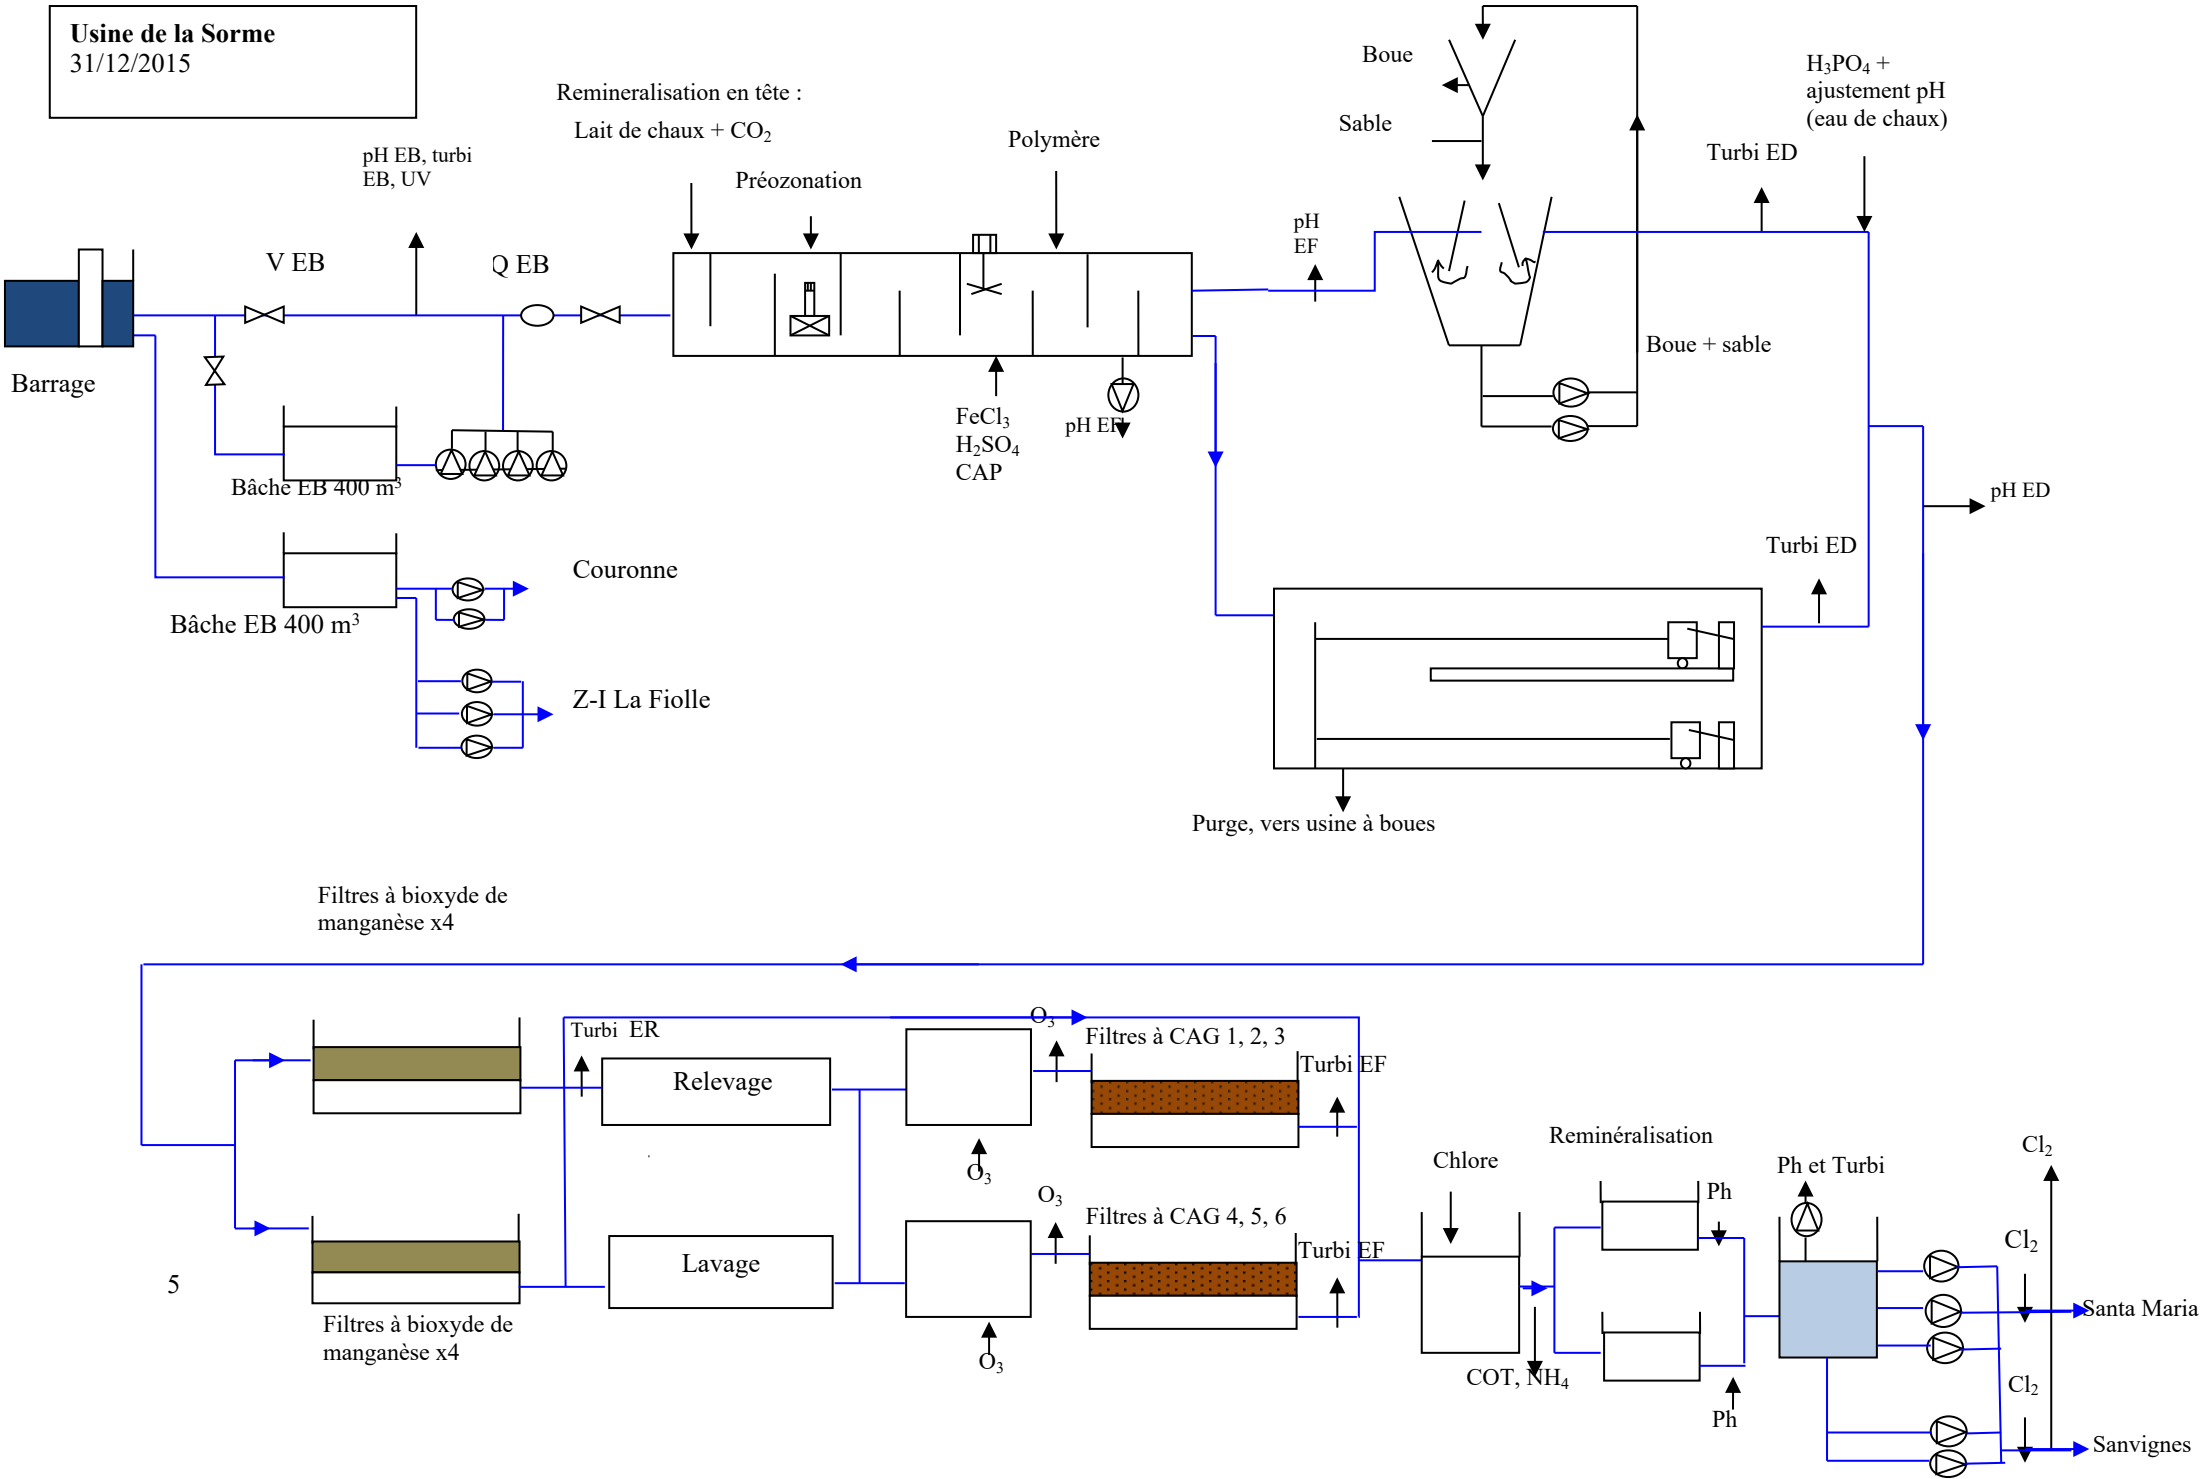 Usine de la Sorme
31/12/2015
Remineralisation en tête :
Lait de chaux + CO₂
pH EB, turbi
EB, UV
Préozonation
Polymère
Boue
Sable
H₃PO₄ +
ajustement pH
(eau de chaux)
Turbi ED
pH
EF
V EB
Q EB
Barrage
Boue + sable
FeCl₃
H₂SO₄
CAP
pH EF
Bâche EB 400 m³
pH ED
Turbi ED
Couronne
Bâche EB 400 m³
Z-I La Fiolle
Purge, vers usine à boues
Filtres à bioxyde de
manganèse x4
Turbi ER
O₃
Filtres à CAG 1, 2, 3
Turbi EF
Relevage
O₃
O₃
Filtres à CAG 4, 5, 6
Turbi EF
Lavage
O₃
5
Filtres à bioxyde de
manganèse x4
Chlore
Reminéralisation
Ph
Ph et Turbi
Cl₂
Cl₂
Santa Maria
COT, NH₄
Ph
Cl₂
Sanvignes